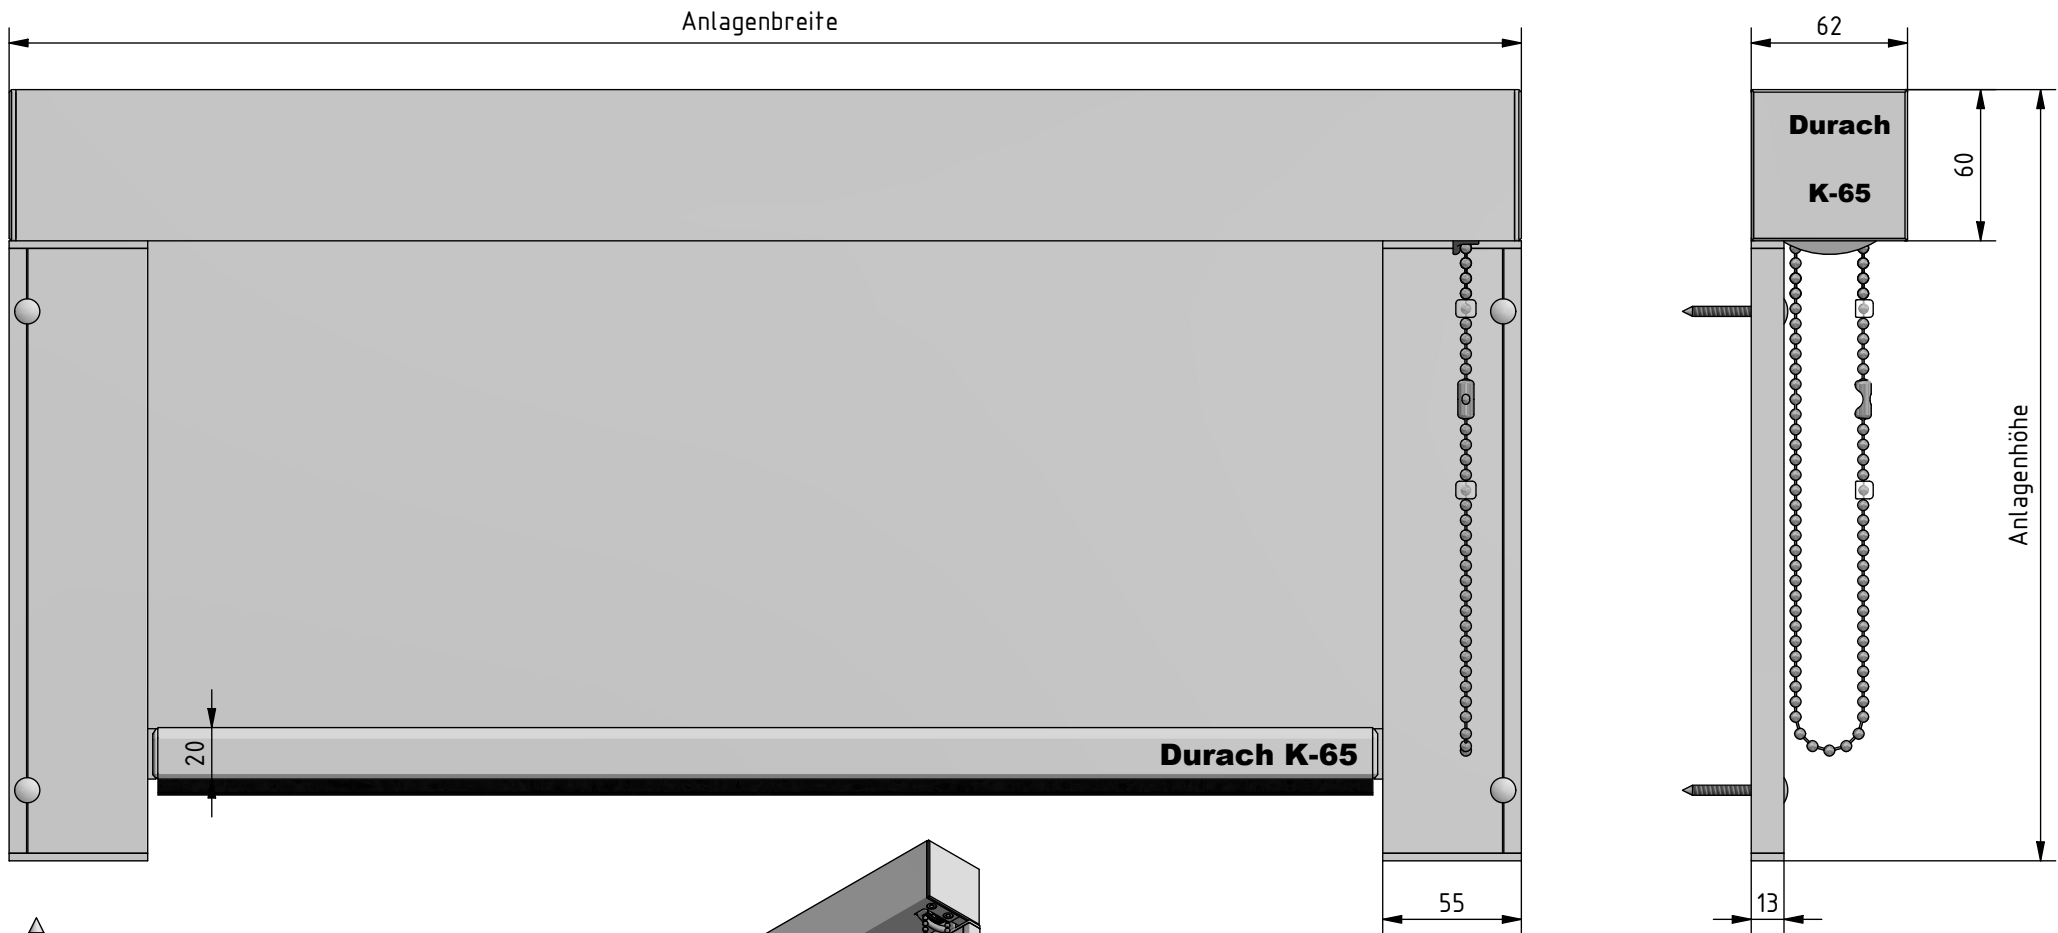 Anlagenbreite
62
Durach
K-65
60
Anlagenhöhe
20
Durach K-65
55
13